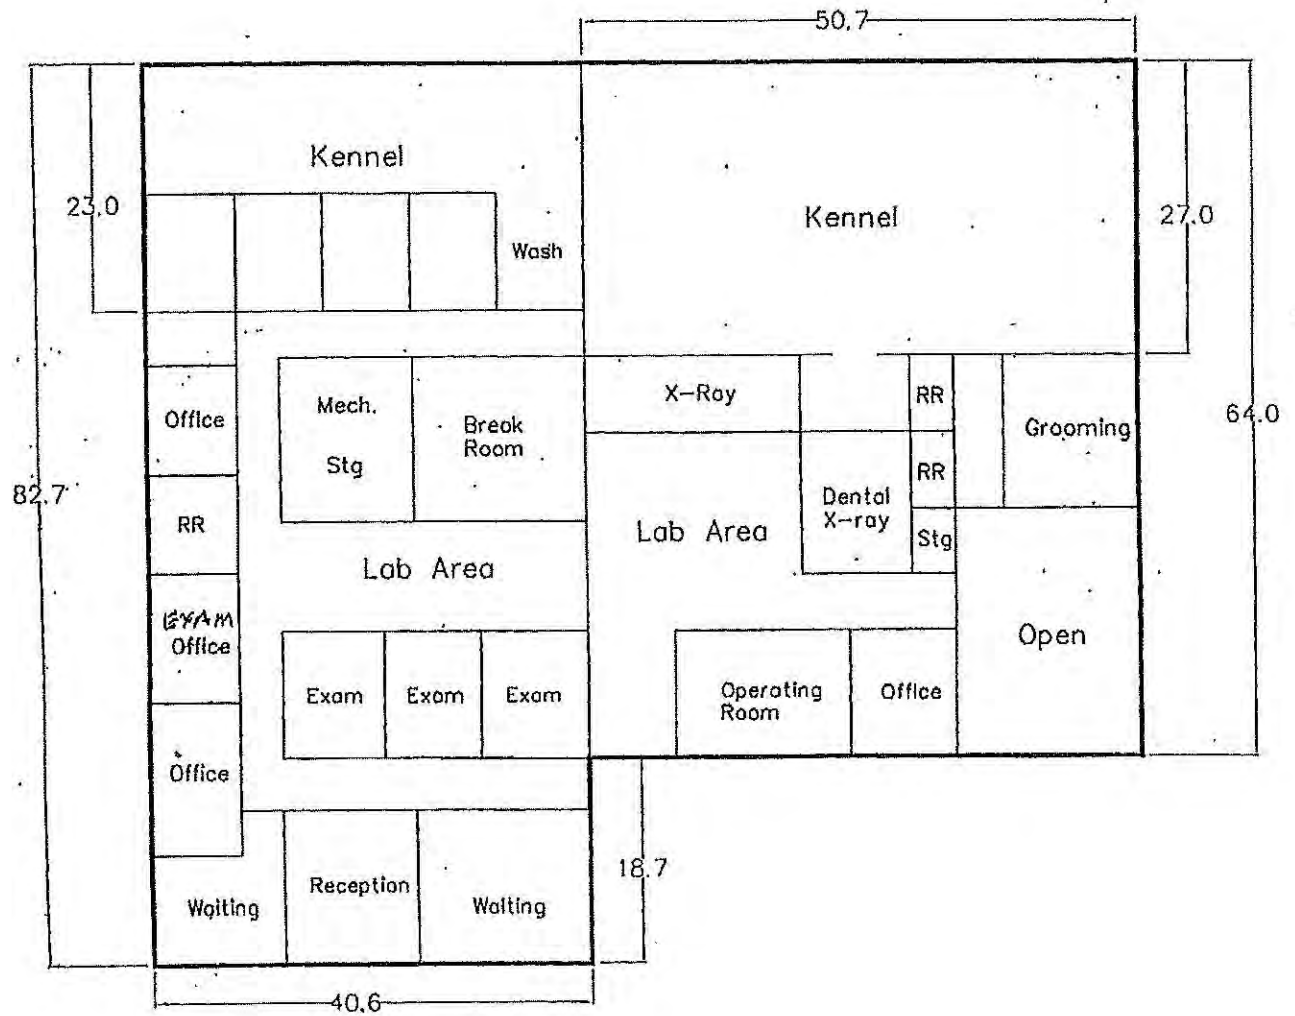 50.7
Kennel
23.0
Kennel
27.0
Wash
X-Ray
RR
Mech.
Stg
Office
Break
Room
Grooming
64.0
RR
82.7
Dental
X-ray
RR
Lab Area
Stg
Lab Area
EXAM
Office
Open
Exam
Exam
Exam
Operating
Room
Office
Office
18.7
Reception
Waiting
Waiting
40.6